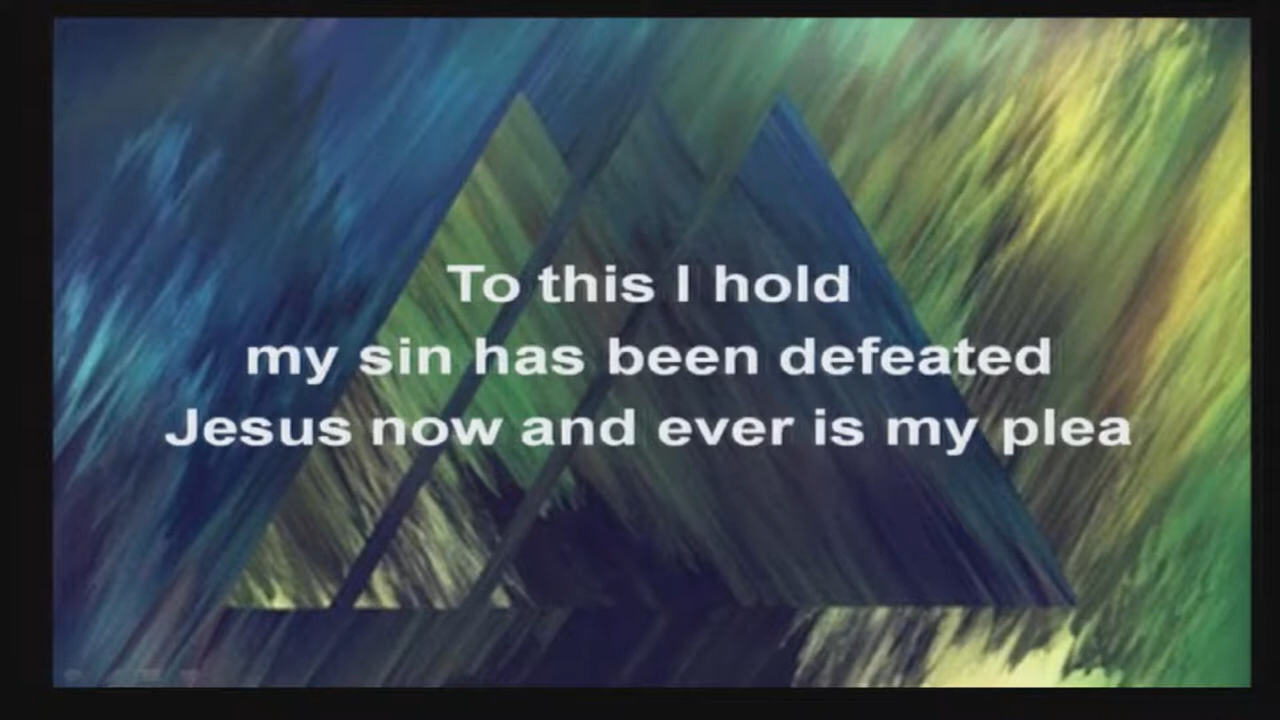 To this I hold
my sin has been defeated
Jesus now and ever is my plea